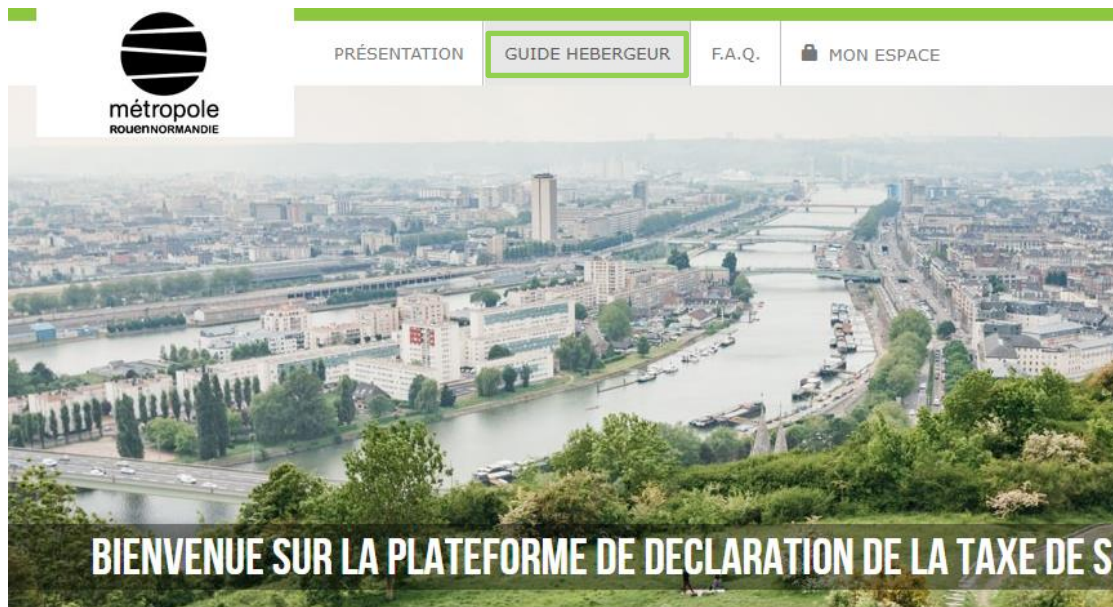 PRÉSENTATION GUIDE HEBERGEUR F.A.Q. MON ESPACE
métropole
ROUENNORMANDIE
BIENVENUE SUR LA PLATEFORME DE DECLARATION DE LA TAXE DE S